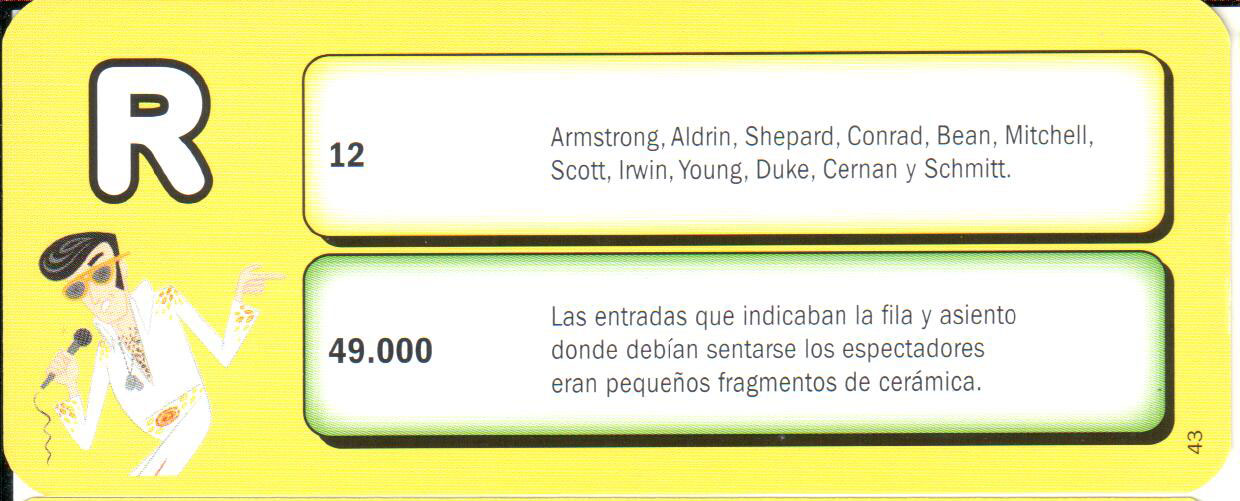 R
12
Armstrong, Aldrin, Shepard, Conrad, Bean, Mitchell,
Scott, Irwin, Young, Duke, Cernan y Schmitt.
49.000
Las entradas que indicaban la fila y asiento
donde debían sentarse los espectadores
eran pequeños fragmentos de cerámica.
43